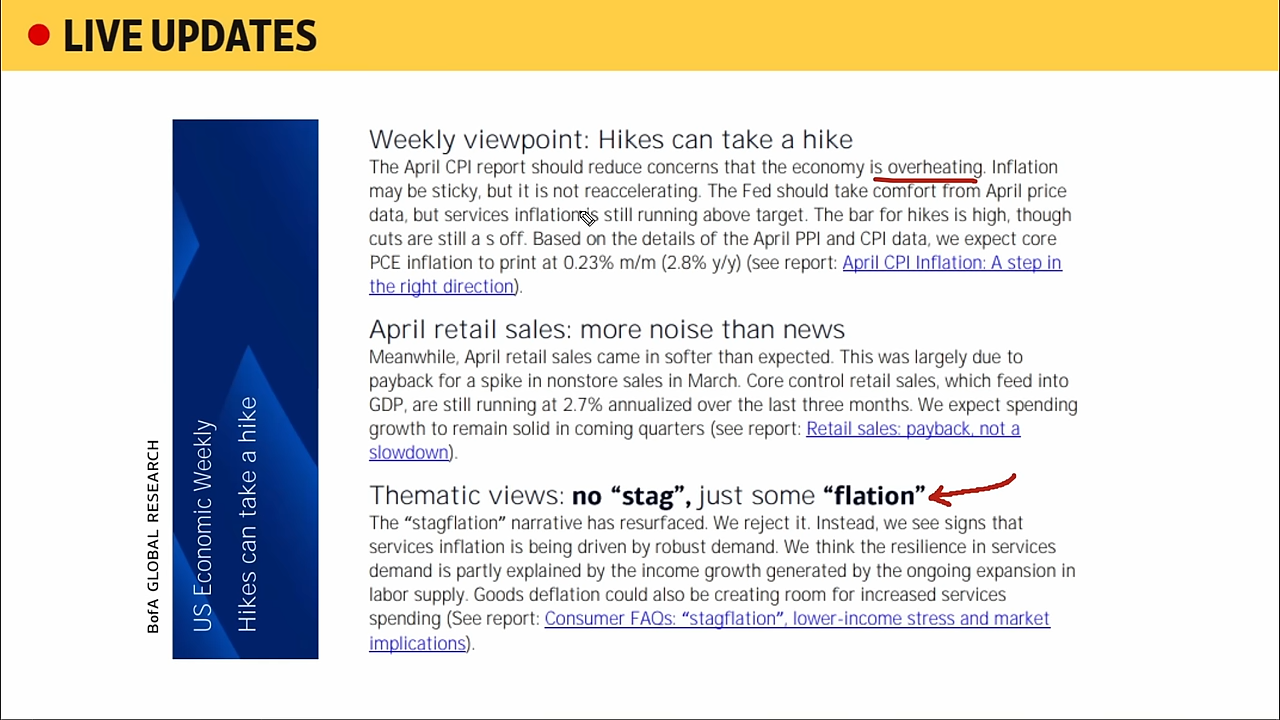 LIVE UPDATES
BofA GLOBAL RESEARCH
US Economic Weekly
Hikes can take a hike
Weekly viewpoint: Hikes can take a hike
The April CPI report should reduce concerns that the economy is overheating. Inflation
may be sticky, but it is not reaccelerating. The Fed should take comfort from April price
data, but services inflation still running above target. The bar for hikes is high, though
cuts are still a s off. Based on the details of the April PPI and CPI data, we expect core
PCE inflation to print at 0.23% m/m (2.8% y/y) (see report: April CPI Inflation: A step in
the right direction).
April retail sales: more noise than news
Meanwhile, April retail sales came in softer than expected. This was largely due to
payback for a spike in nonstore sales in March. Core control retail sales, which feed into
GDP, are still running at 2.7% annualized over the last three months. We expect spending
growth to remain solid in coming quarters (see report: Retail sales: payback, not a
slowdown).
Thematic views: no “stag”, just some “flation”
The “stagflation” narrative has resurfaced. We reject it. Instead, we see signs that
services inflation is being driven by robust demand. We think the resilience in services
demand is partly explained by the income growth generated by the ongoing expansion in
labor supply. Goods deflation could also be creating room for increased services
spending (See report: Consumer FAQs: “stagflation”, lower-income stress and market
implications).